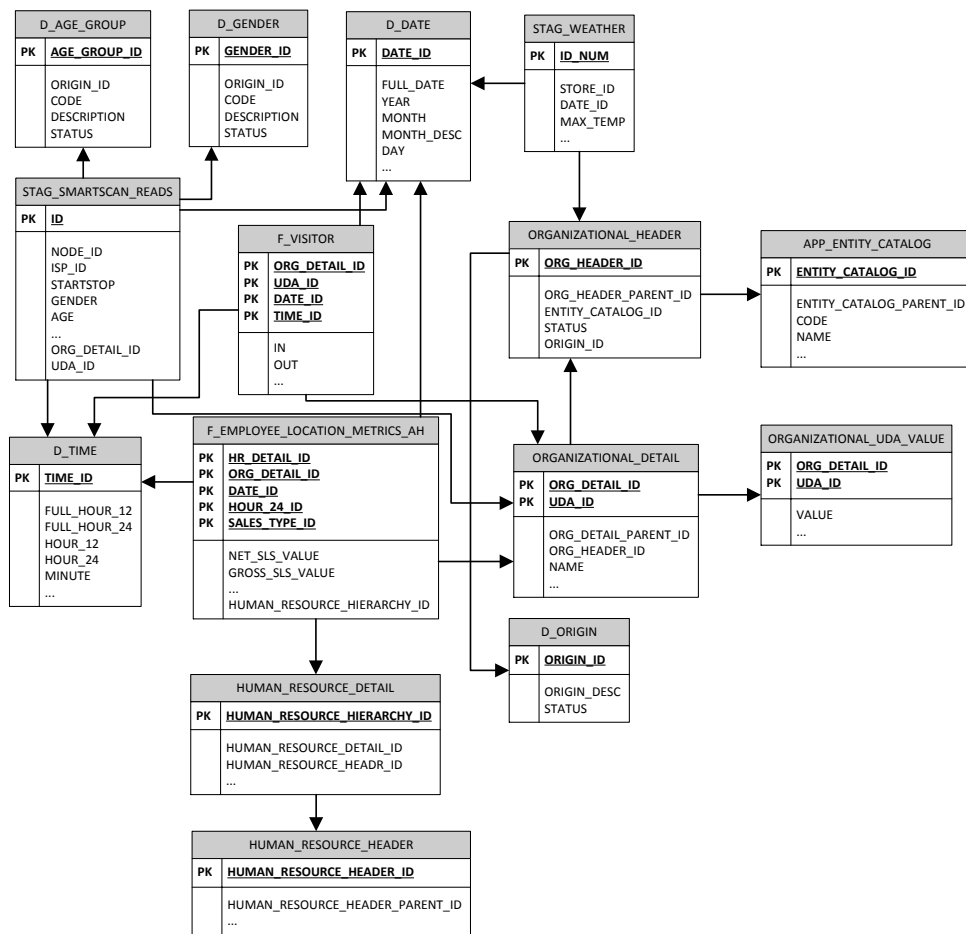 D_AGE_GROUP
PK AGE_GROUP_ID
ORIGIN_ID
CODE
DESCRIPTION
STATUS
D_GENDER
PK GENDER_ID
ORIGIN_ID
CODE
DESCRIPTION
STATUS
D_DATE
PK DATE_ID
FULL_DATE
YEAR
MONTH
MONTH_DESC
DAY
...
STAG_WEATHER
PK ID_NUM
STORE_ID
DATE_ID
MAX_TEMP
...
STAG_SMARTSCAN_READS
PK ID
NODE_ID
ISP_ID
STARTSTOP
GENDER
AGE
...
ORG_DETAIL_ID
UDA_ID
F_VISITOR
PK ORG_DETAIL_ID
PK UDA_ID
PK DATE_ID
PK TIME_ID
IN
OUT
...
ORGANIZATIONAL_HEADER
PK ORG_HEADER_ID
ORG_HEADER_PARENT_ID
ENTITY_CATALOG_ID
STATUS
ORIGIN_ID
APP_ENTITY_CATALOG
PK ENTITY_CATALOG_ID
ENTITY_CATALOG_PARENT_ID
CODE
NAME
...
D_TIME
PK TIME_ID
FULL_HOUR_12
FULL_HOUR_24
HOUR_12
HOUR_24
MINUTE
...
F_EMPLOYEE_LOCATION_METRICS_AH
PK HR_DETAIL_ID
PK ORG_DETAIL_ID
PK DATE_ID
PK HOUR_24_ID
PK SALES_TYPE_ID
NET_SLS_VALUE
GROSS_SLS_VALUE
...
HUMAN_RESOURCE_HIERARCHY_ID
ORGANIZATIONAL_DETAIL
PK ORG_DETAIL_ID
PK UDA_ID
ORG_DETAIL_PARENT_ID
ORG_HEADER_ID
NAME
...
ORGANIZATIONAL_UDA_VALUE
PK ORG_DETAIL_ID
PK UDA_ID
VALUE
...
D_ORIGIN
PK ORIGIN_ID
ORIGIN_DESC
STATUS
HUMAN_RESOURCE_DETAIL
PK HUMAN_RESOURCE_HIERARCHY_ID
HUMAN_RESOURCE_DETAIL_ID
HUMAN_RESOURCE_HEADR_ID
...
HUMAN_RESOURCE_HEADER
PK HUMAN_RESOURCE_HEADER_ID
HUMAN_RESOURCE_HEADER_PARENT_ID
...